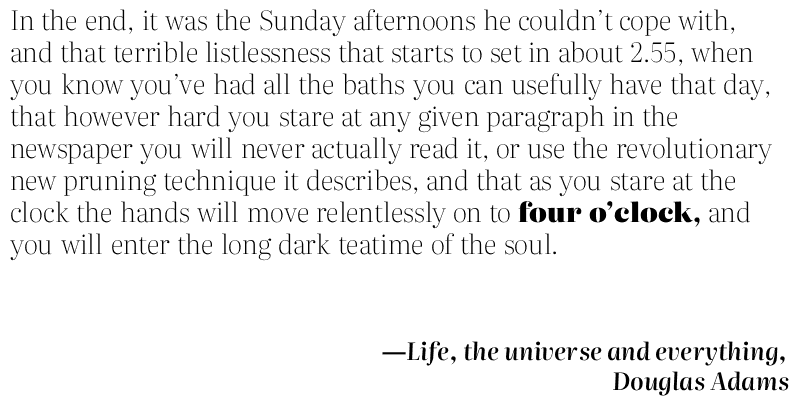 In the end, it was the Sunday afternoons he couldn’t cope with,
and that terrible listlessness that starts to set in about 2.55, when
you know you’ve had all the baths you can usefully have that day,
that however hard you stare at any given paragraph in the
newspaper you will never actually read it, or use the revolutionary
new pruning technique it describes, and that as you stare at the
clock the hands will move relentlessly on to four o’clock, and
you will enter the long dark teatime of the soul.
—Life, the universe and everything,
Douglas Adams